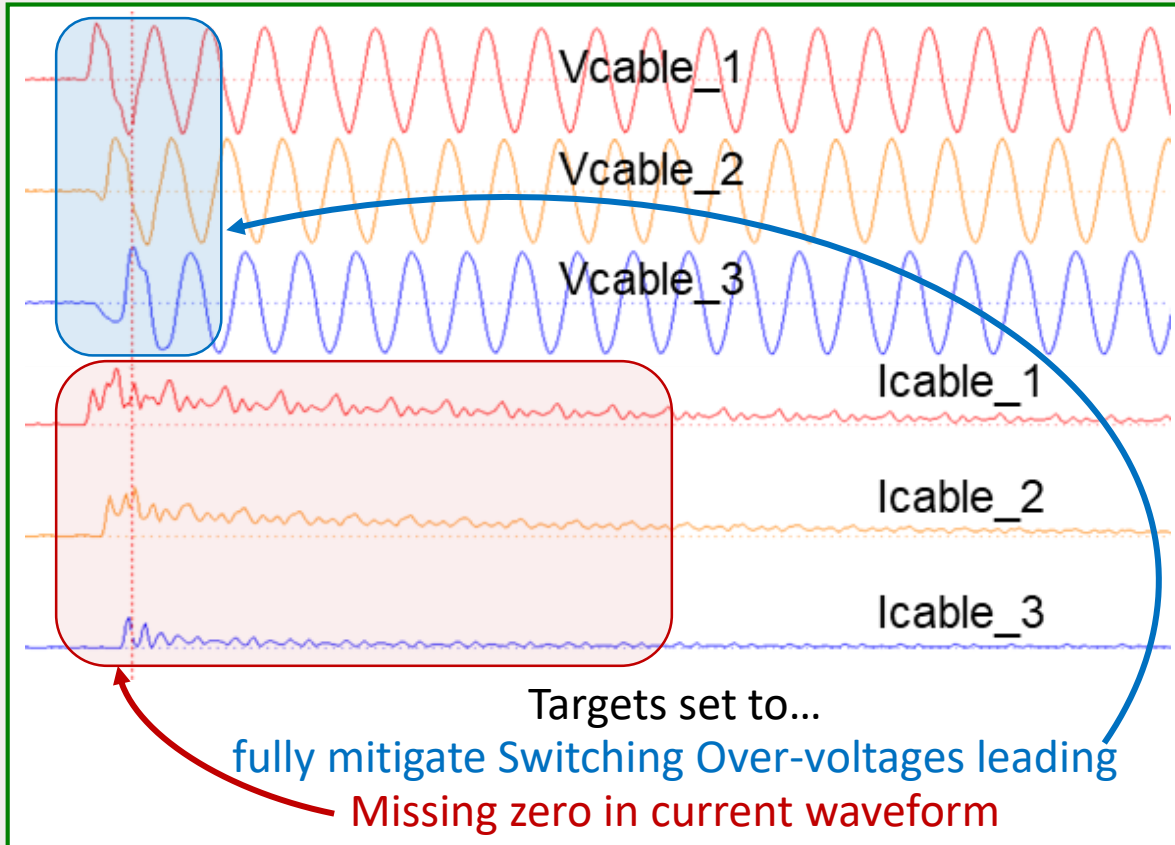 Vcable_1
Vcable_2
Vcable_3
Icable_1
Icable_2
Icable_3
Targets set to…
fully mitigate Switching Over-voltages leading
Missing zero in current waveform